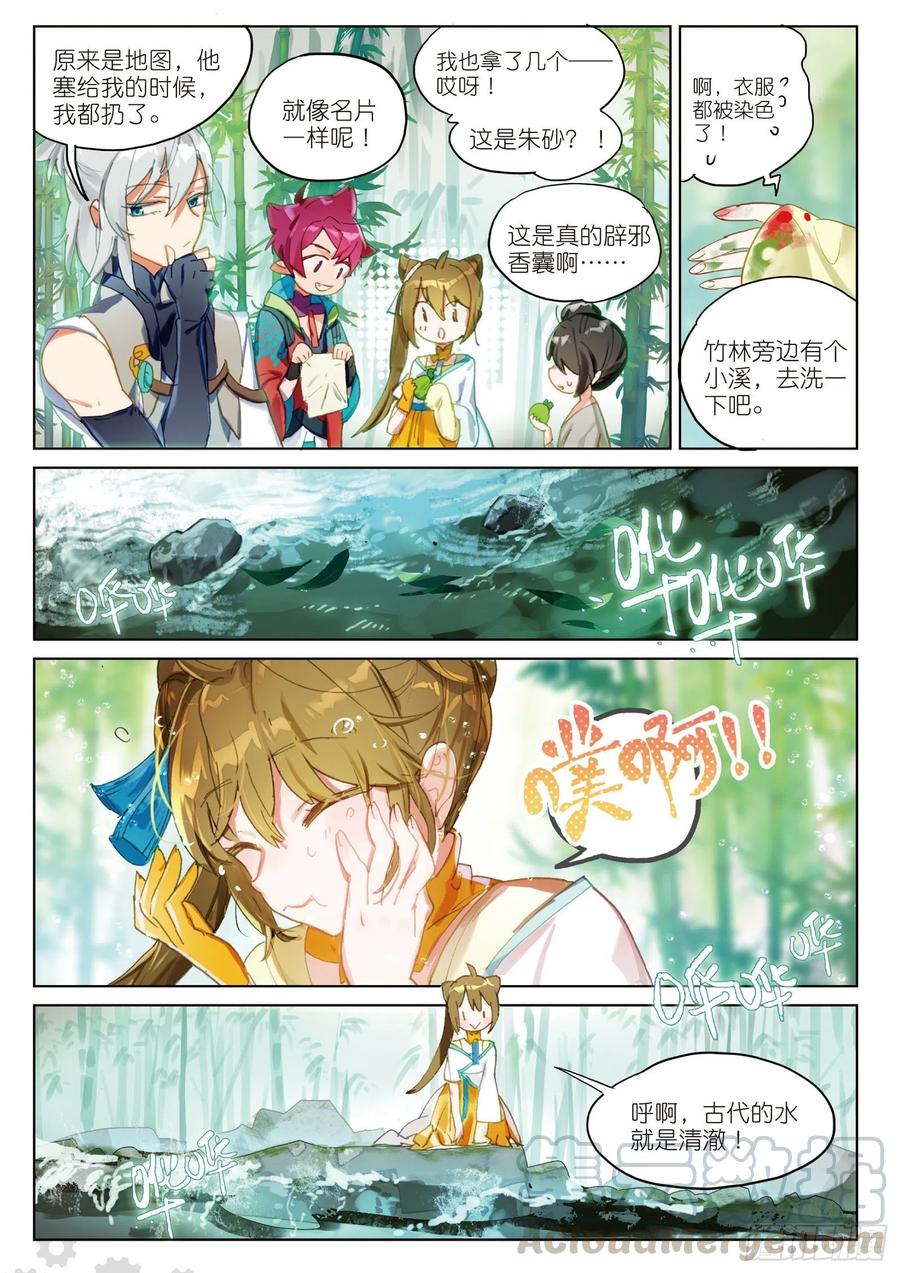 原来是地图，他
塞给我的时候，
我都扔了。
就像名片
一样呢！
我也拿了几个——
哎呀！
这是朱砂？！
这是真的辟邪
香囊啊……
啊，衣服
都被染色
了！
竹林旁边有个
小溪，去洗一
下吧。
哗哗
哗哗哗
噗啊!!
哗哗哗
呼啊，古代的水
就是清澈！
哗哗
AcloudMerge.com